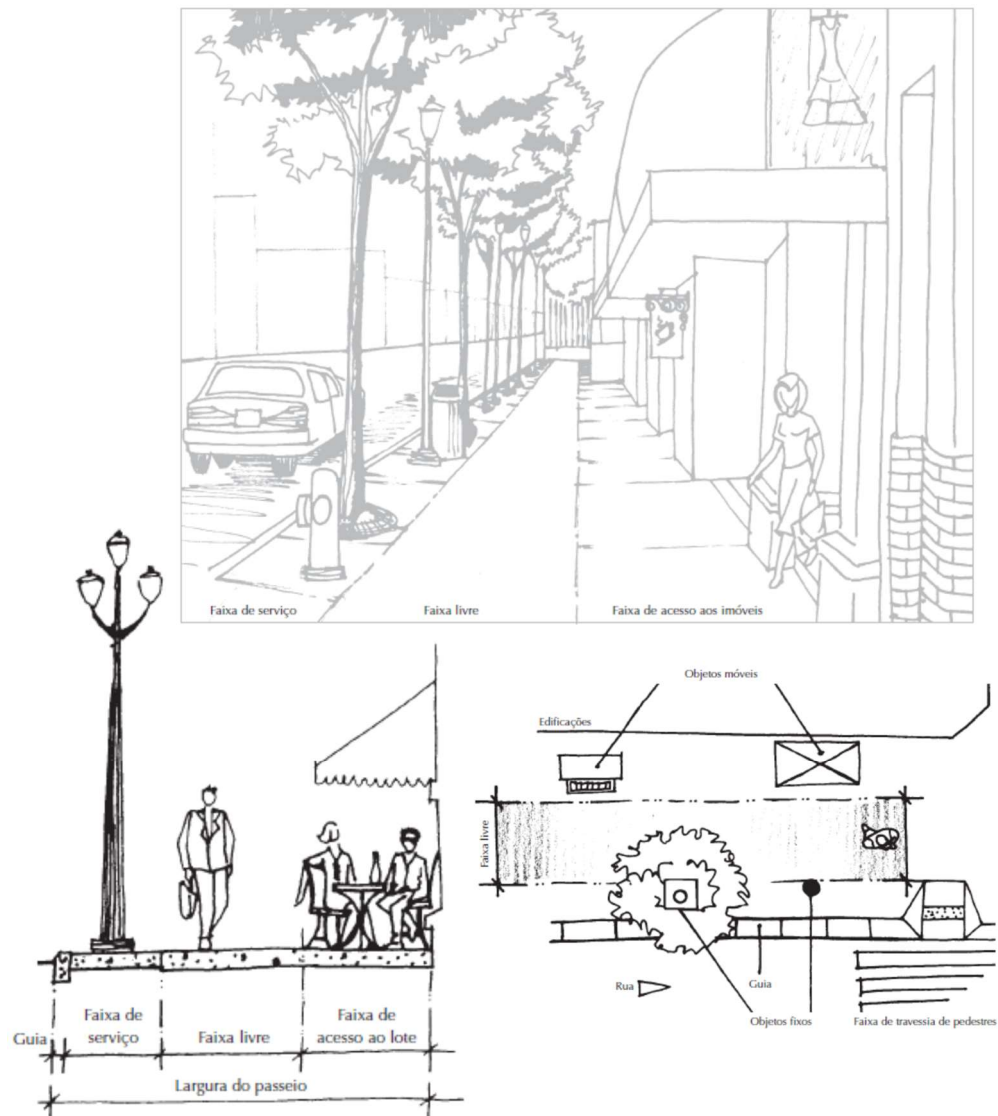 Faixa de serviço
Faixa livre
Faixa de acesso aos imóveis
Guia
Faixa de
serviço
Faixa livre
Faixa de
acesso ao lote
Largura do passeio
Objetos móveis
Edificações
Faixa livre
Rua
Guia
Objetos fixos
Faixa de travessia de pedestres